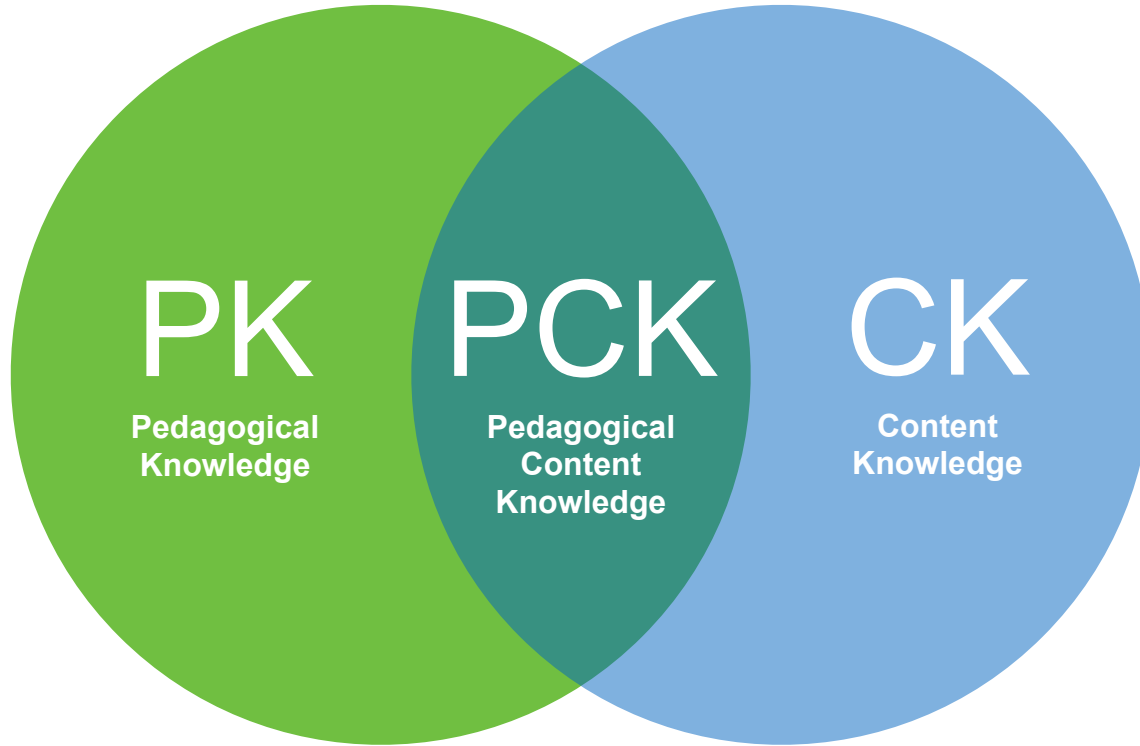 PK
Pedagogical
Knowledge
PCK
Pedagogical
Content
Knowledge
CK
Content
Knowledge